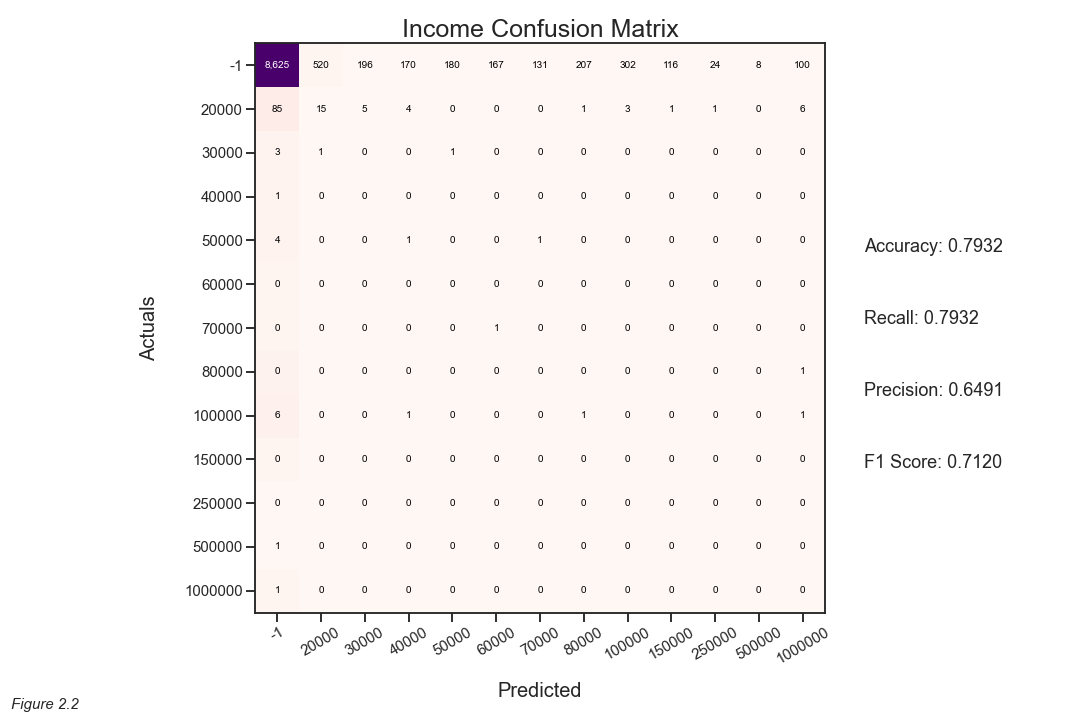 Income Confusion Matrix
-1 8,625 520 196 170 180 167 131 207 302 116 24 8 100
20000 85 15 5 4 0 0 0 1 3 1 1 0 6
30000 3 1 0 0 1 0 0 0 0 0 0 0 0
40000 1 0 0 0 0 0 0 0 0 0 0 0 0
50000 4 0 0 1 0 0 1 0 0 0 0 0 0
60000 0 0 0 0 0 0 0 0 0 0 0 0 0
70000 0 0 0 0 0 1 0 0 0 0 0 0 0
80000 0 0 0 0 0 0 0 0 0 0 0 0 1
100000 6 0 0 1 0 0 0 1 0 0 0 0 1
150000 0 0 0 0 0 0 0 0 0 0 0 0 0
250000 0 0 0 0 0 0 0 0 0 0 0 0 0
500000 1 0 0 0 0 0 0 0 0 0 0 0 0
1000000 1 0 0 0 0 0 0 0 0 0 0 0 0
-1 20000 30000 40000 50000 60000 70000 80000 100000 150000 250000 500000 1000000
Actuals
Predicted
Accuracy: 0.7932
Recall: 0.7932
Precision: 0.6491
F1 Score: 0.7120
Figure 2.2